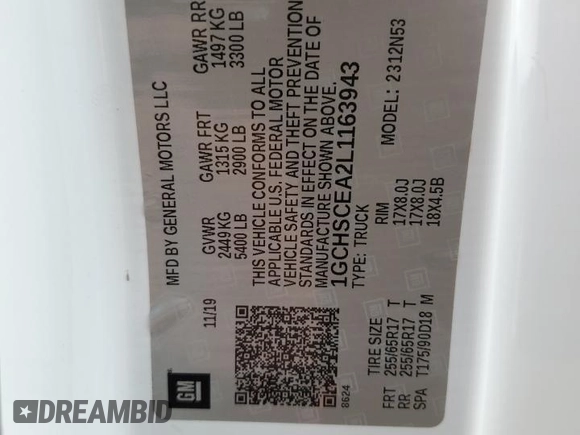 MFD BY GENERAL MOTORS LLC
11/19
GVWR
2449 KG
5400 LB
GAWR FRT
1315 KG
2900 LB
GAWR RR
1497 KG
3300 LB
THIS VEHICLE CONFORMS TO ALL
APPLICABLE U.S. FEDERAL MOTOR
VEHICLE SAFETY AND THEFT PREVENTION
STANDARDS IN EFFECT ON THE DATE OF
MANUFACTURE SHOWN ABOVE.
1GCHSCEA2L1163943
TYPE: TRUCK
MODEL: 2312N53
GM
8624
TIRE SIZE RIM
FRT 255/65R17 T 17X8.0J
RR 255/65R17 T 17X8.0J
SPA T175/90D18 M 18X4.5B
DREAMBID